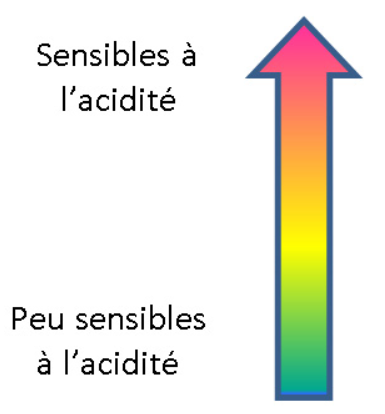 Sensibles à
l'acidité
Peu sensibles
à l'acidité